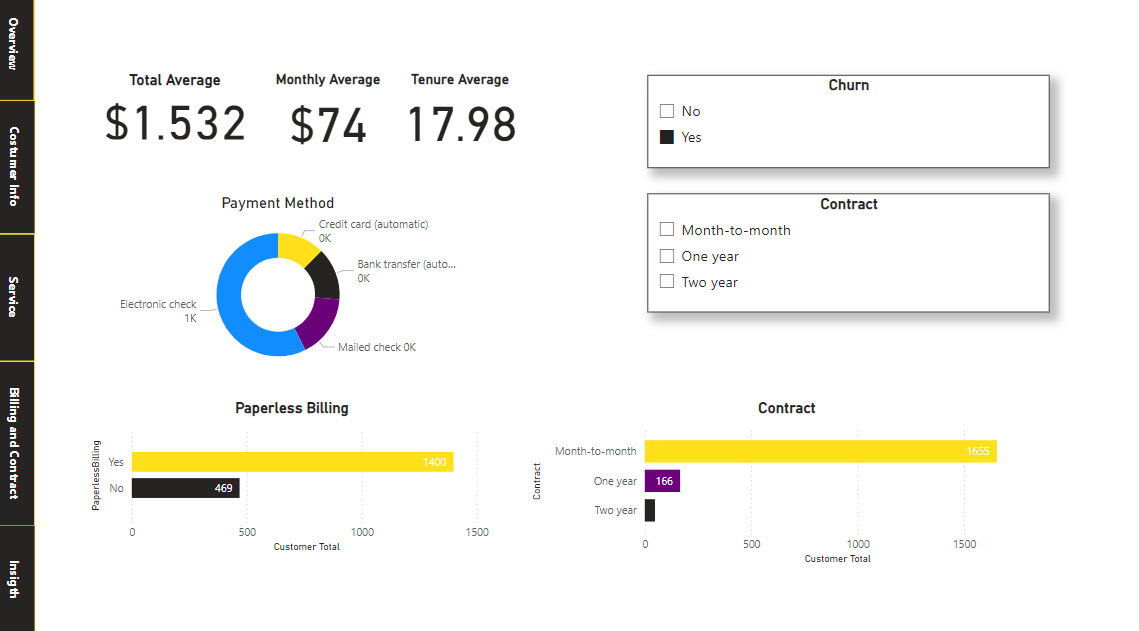 Overview
Costumer Info
Service
Billing and Contract
Insigth
Total Average
$1.532
Monthly Average
$74
Tenure Average
17.98
Churn
No
Yes
Contract
Month-to-month
One year
Two year
Payment Method
Credit card (automatic)
0K
Bank transfer (auto...
0K
Electronic check
1K
Mailed check 0K
Paperless Billing
PaperlessBilling
Yes
1400
No
469
0
500
1000
1500
Customer Total
Contract
Contract
Month-to-month
1655
One year
166
Two year
0
500
1000
1500
Customer Total